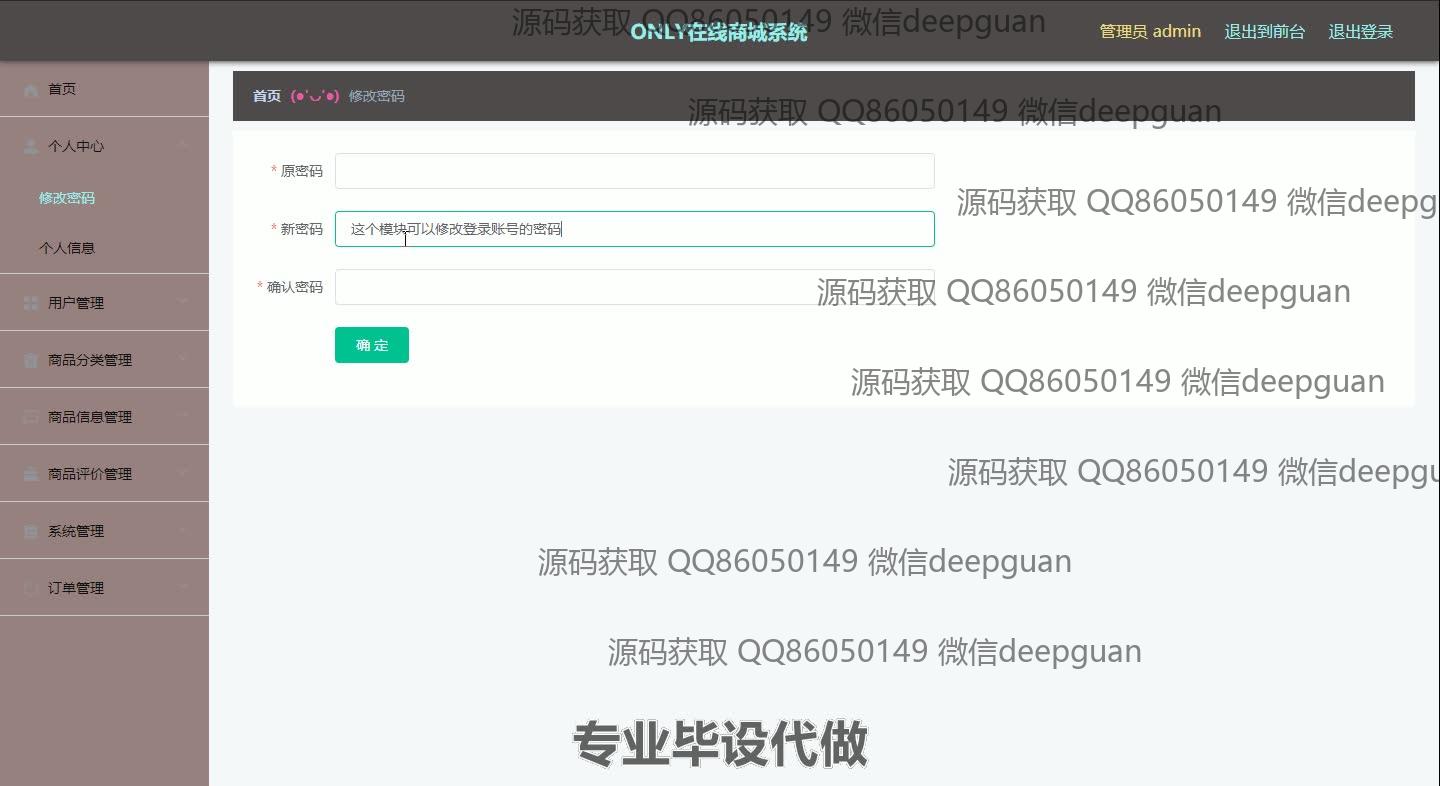 源码获取 QQ86050149 微信deepguan
ONLY在线商城系统
管理员 admin
退出到前台
退出登录
首页
个人中心
修改密码
个人信息
用户管理
商品分类管理
商品信息管理
商品评价管理
系统管理
订单管理
首页 (●'◡'●) 修改密码
源码获取 QQ86050149 微信deepguan
* 原密码
源码获取 QQ86050149 微信deepg
* 新密码 这个模块可以修改登录账号的密码
* 确认密码
源码获取 QQ86050149 微信deepguan
确 定
源码获取 QQ86050149 微信deepguan
源码获取 QQ86050149 微信deepgu
源码获取 QQ86050149 微信deepguan
源码获取 QQ86050149 微信deepguan
专业毕设代做